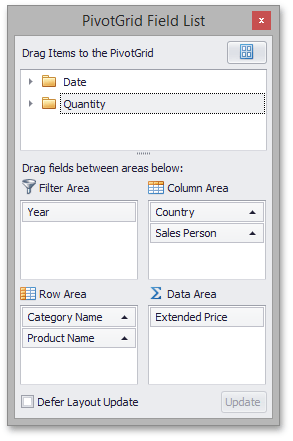 PivotGrid Field List
x
Drag Items to the PivotGrid
Date
Quantity
Drag fields between areas below:
Filter Area
Column Area
Year
Country
Sales Person
Row Area
Data Area
Category Name
Extended Price
Product Name
Defer Layout Update
Update